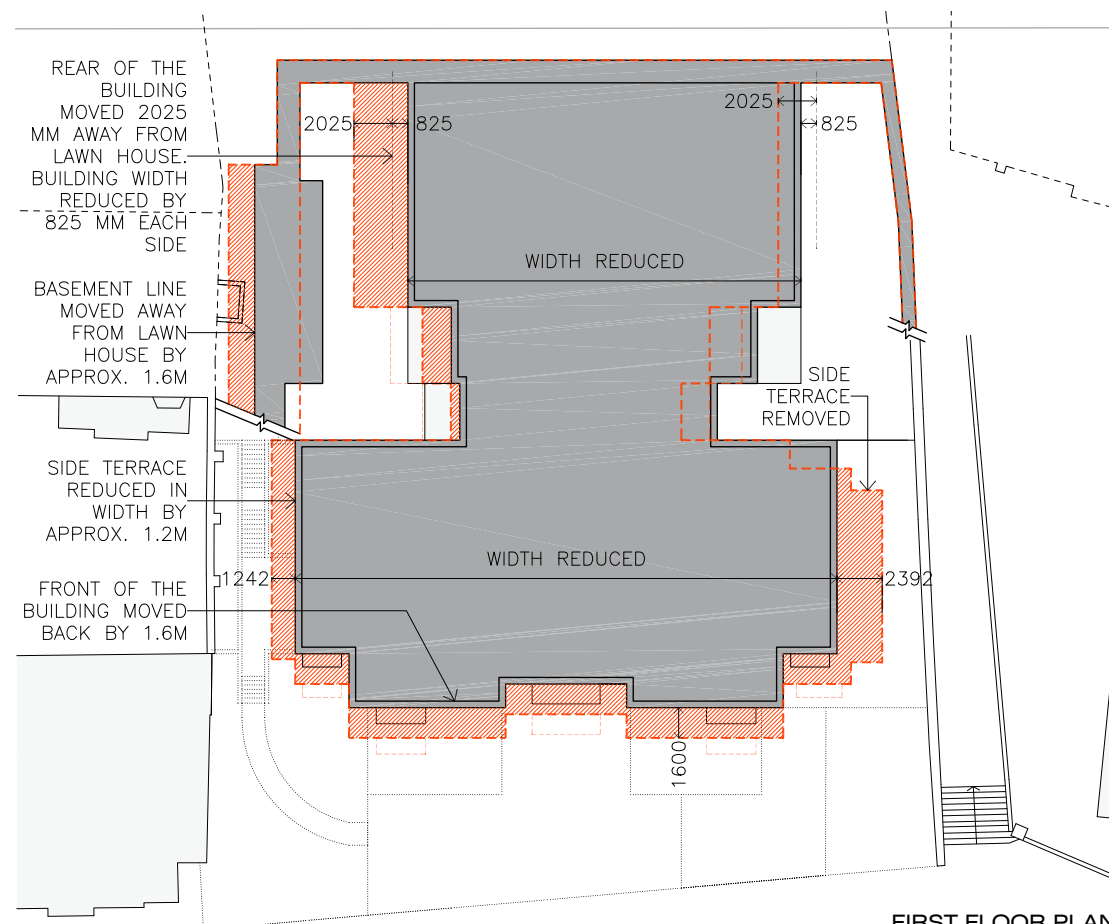 REAR OF THE
BUILDING
MOVED 2025
MM AWAY FROM
LAWN HOUSE.
BUILDING WIDTH
REDUCED BY
825 MM EACH
SIDE
2025
825
2025
825
WIDTH REDUCED
BASEMENT LINE
MOVED AWAY
FROM LAWN
HOUSE BY
APPROX. 1.6M
SIDE
TERRACE
REMOVED
SIDE TERRACE
REDUCED IN
WIDTH BY
APPROX. 1.2M
WIDTH REDUCED
1242
2392
FRONT OF THE
BUILDING MOVED
BACK BY 1.6M
1600
FIRST FLOOR PLAN